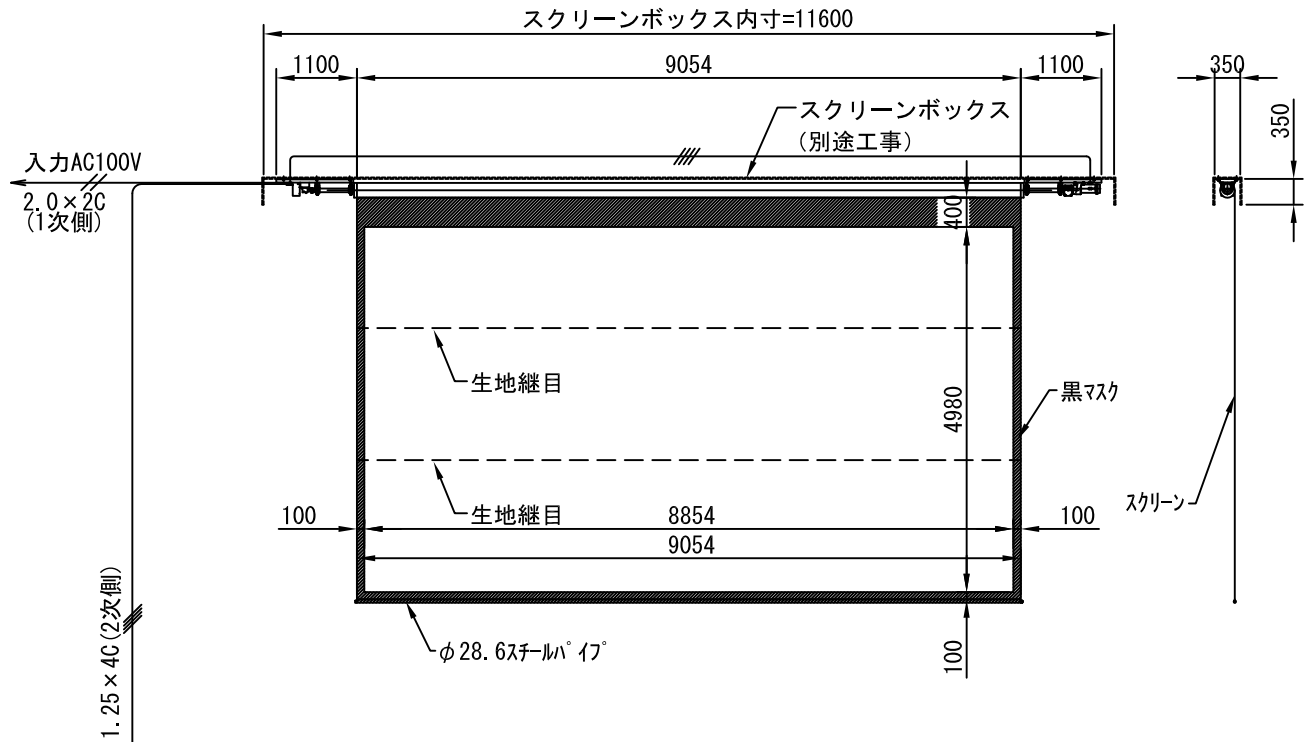 スクリーンボックス内寸=11600
1100
9054
1100
350
350
スクリーンボックス
(別途工事)
入力AC100V
2.0×2C
(1次側)
400
生地継目
4980
黒マスク
生地継目
スクリーン
100
8854
100
9054
1.25×4C(2次側)
φ28.6スチールパイプ
100